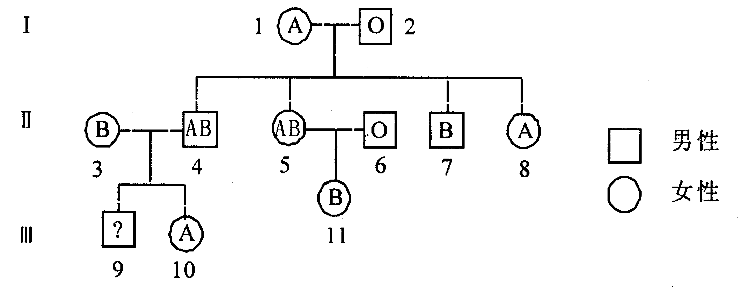 I 1 A O 2
II B AB AB O B A 男性
3 4 5 6 7 8
女性
III ? A B
9 10 11